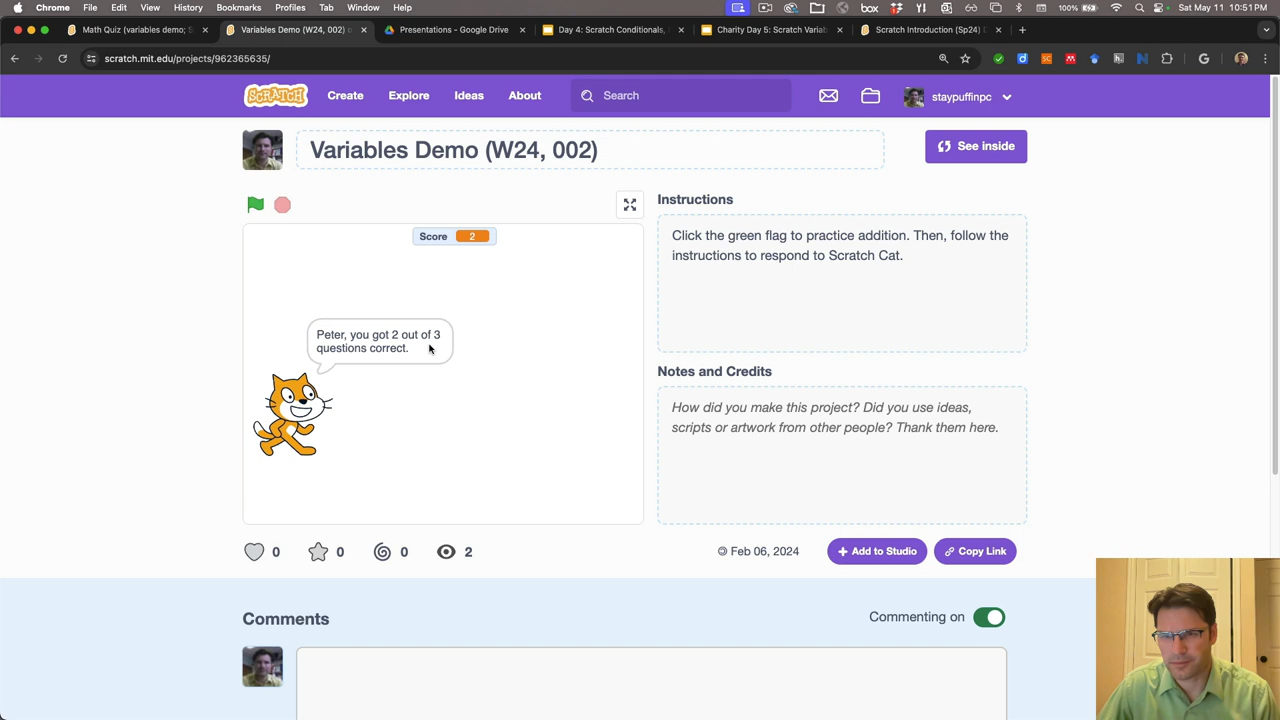 Chrome File Edit View History Bookmarks Profiles Tab Window Help
box
100%
Sat May 11 10:51 PM
Math Quiz (variables demo; S
Variables Demo (W24, 002) o
Presentations - Google Drive
Day 4: Scratch Conditionals,
Charity Day 5: Scratch Variab
Scratch Introduction (Sp24)
scratch.mit.edu/projects/962365635/
SCRATCH
Create
Explore
Ideas
About
Search
staypuffinpc
Variables Demo (W24, 002)
See inside
Score 2
Peter, you got 2 out of 3
questions correct.
Instructions
Click the green flag to practice addition. Then, follow the
instructions to respond to Scratch Cat.
Notes and Credits
How did you make this project? Did you use ideas,
scripts or artwork from other people? Thank them here.
0
0
0
2
© Feb 06, 2024
Add to Studio
Copy Link
Comments
Commenting on